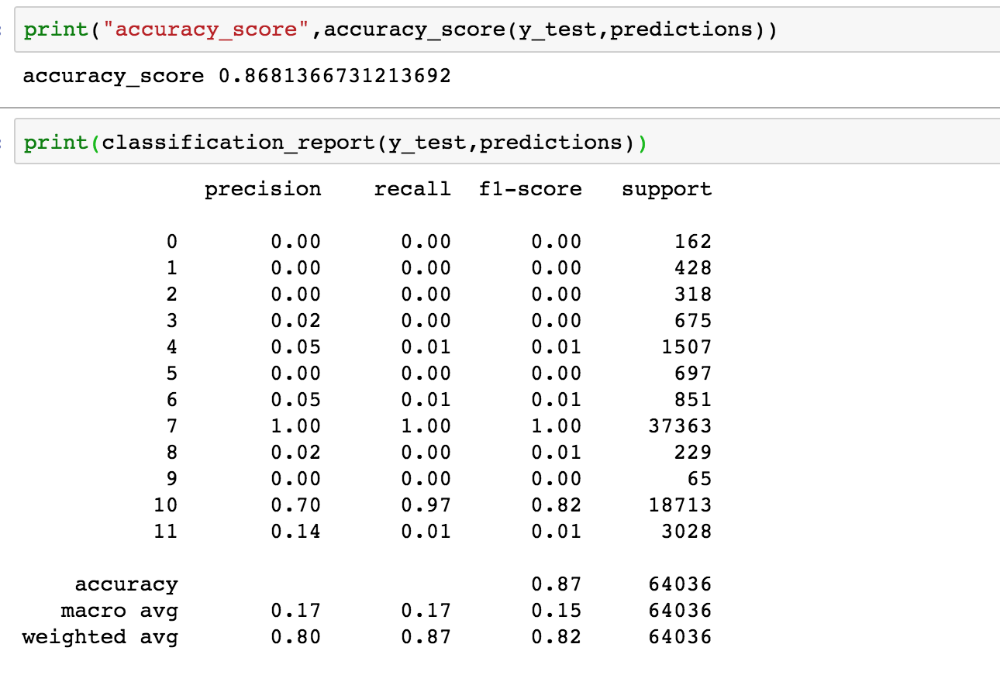 print("accuracy_score",accuracy_score(y_test,predictions))
accuracy_score 0.8681366731213692
print(classification_report(y_test,predictions))
precision recall f1-score support
0 0.00 0.00 0.00 162
1 0.00 0.00 0.00 428
2 0.00 0.00 0.00 318
3 0.02 0.00 0.00 675
4 0.05 0.01 0.01 1507
5 0.00 0.00 0.00 697
6 0.05 0.01 0.01 851
7 1.00 1.00 1.00 37363
8 0.02 0.00 0.01 229
9 0.00 0.00 0.00 65
10 0.70 0.97 0.82 18713
11 0.14 0.01 0.01 3028
accuracy 0.87 64036
macro avg 0.17 0.17 0.15 64036
weighted avg 0.80 0.87 0.82 64036